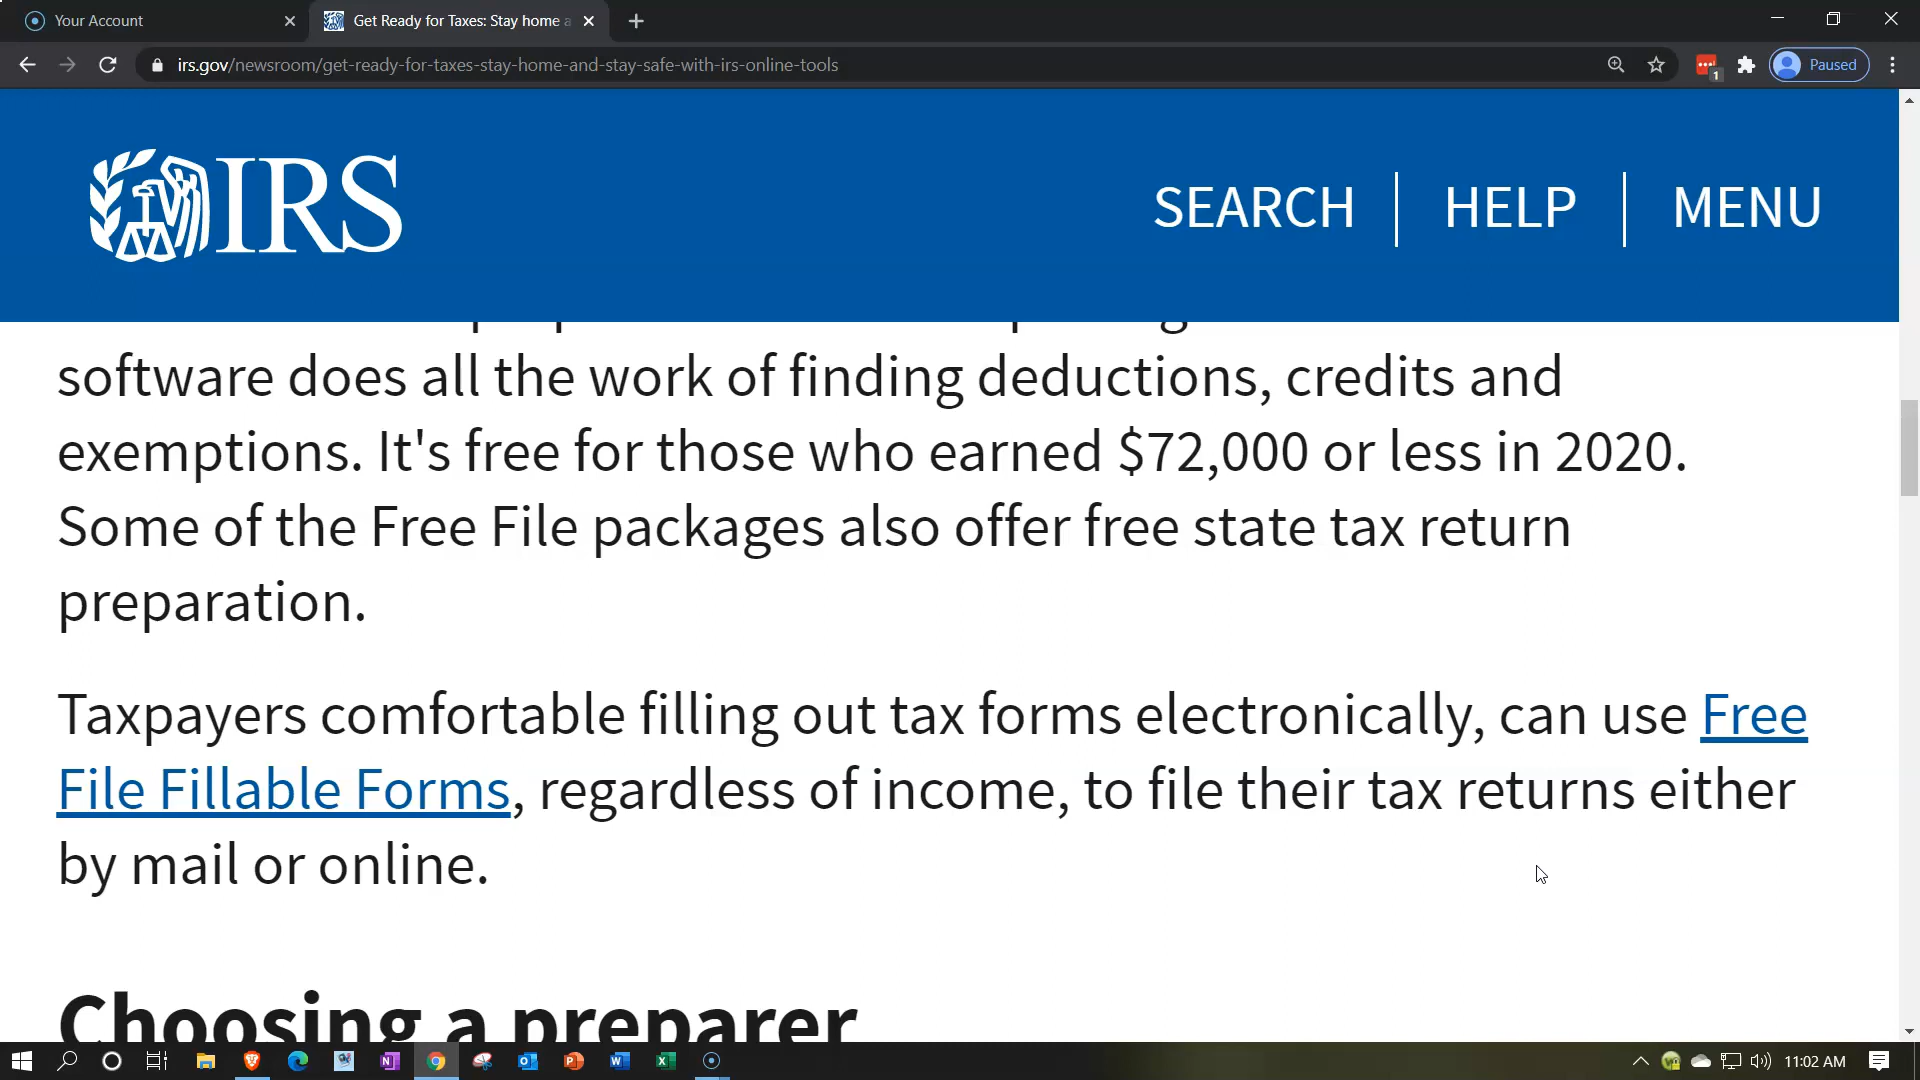 Your Account
Get Ready for Taxes: Stay home a
irs.gov/newsroom/get-ready-for-taxes-stay-home-and-stay-safe-with-irs-online-tools
1
Paused
IRS
SEARCH
HELP
MENU
software does all the work of finding deductions, credits and
exemptions. It's free for those who earned $72,000 or less in 2020.
Some of the Free File packages also offer free state tax return
preparation.
Taxpayers comfortable filling out tax forms electronically, can use Free
File Fillable Forms, regardless of income, to file their tax returns either
by mail or online.
Choosing a preparer
11:02 AM